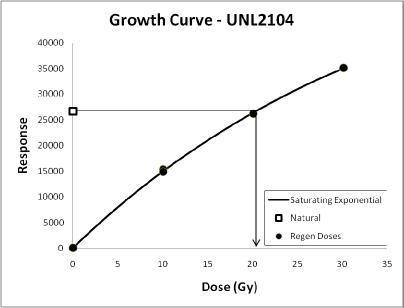 Growth Curve - UNL2104
Response
40000
35000
30000
25000
20000
15000
10000
5000
0
0 5 10 15 20 25 30 35
Dose (Gy)
Saturating Exponential
Natural
Regen Doses